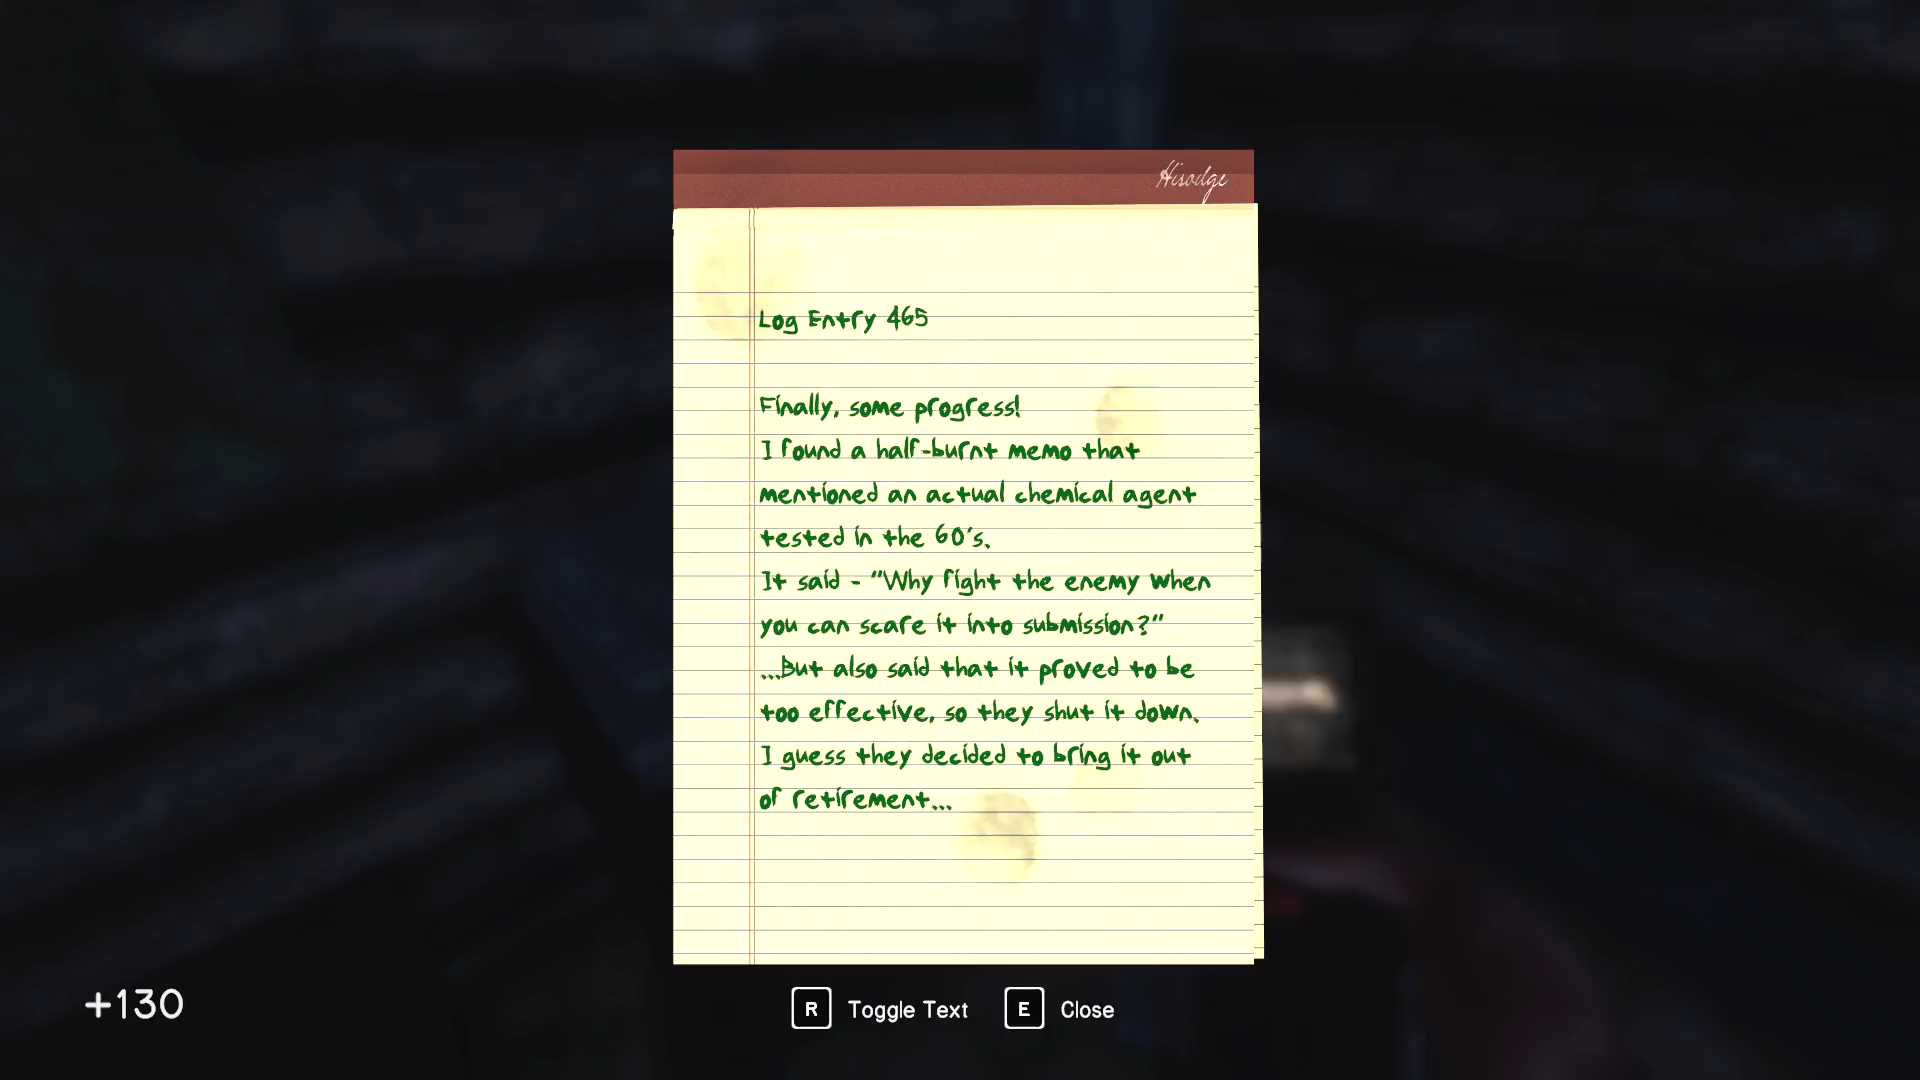 Hisodge
Log Entry 465
Finally, some progress!
I found a half-burnt memo that
mentioned an actual chemical agent
tested in the 60's.
It said - "Why fight the enemy when
you can scare it into submission?"
...But also said that it proved to be
too effective, so they shut it down.
I guess they decided to bring it out
of retirement...
+130
R Toggle Text E Close